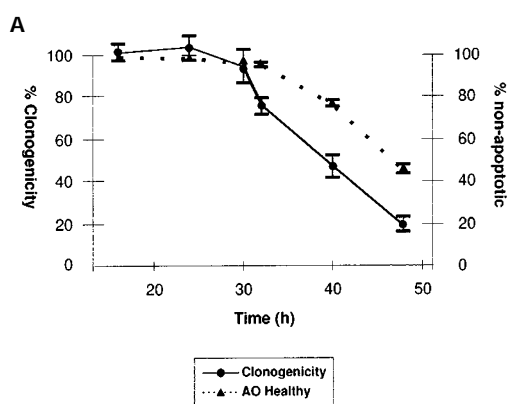 A
100
80
60
40
20
0
% Clonogenicity
100
80
60
40
20
0
% non-apoptotic
20 30 40 50
Time (h)
Clonogenicity
AO Healthy